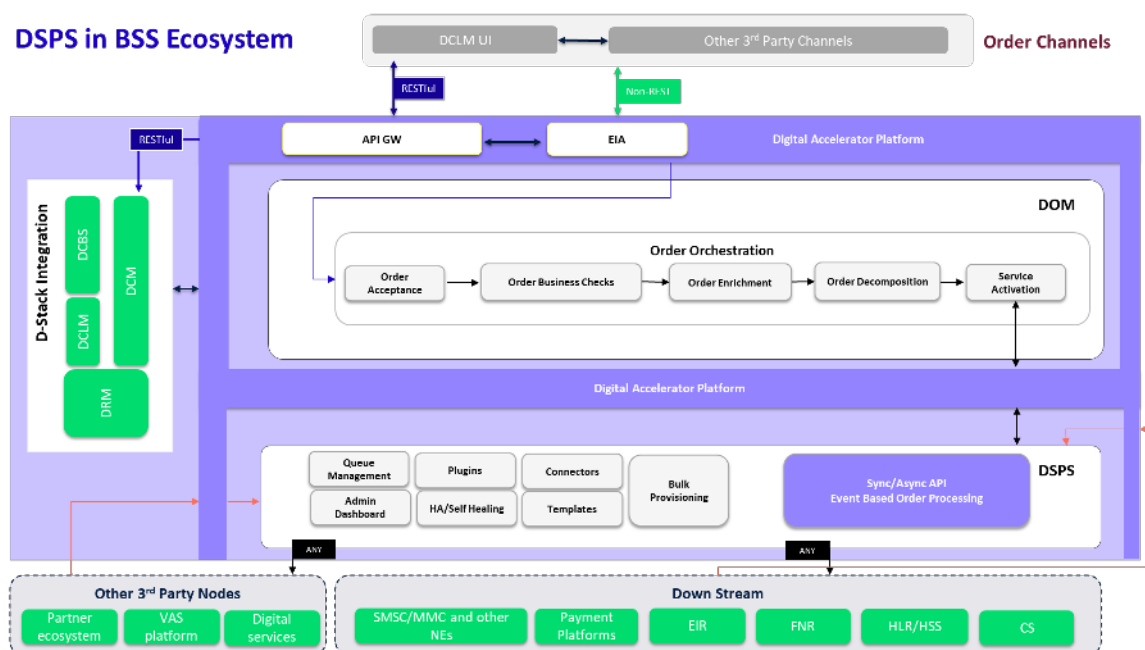 DSPS in BSS Ecosystem
DCLM UI
Other 3rd Party Channels
Order Channels
RESTful
Non-REST
RESTful
API GW
EIA
Digital Accelerator Platform
D-Stack Integration
DCBS
DCM
DCLM
DRM
DOM
Order Orchestration
Order
Acceptance
Order Business Checks
Order Enrichment
Order Decomposition
Service
Activation
Digital Accelerator Platform
DSPS
Queue
Management
Plugins
Connectors
Bulk
Provisioning
Admin
Dashboard
HA/Self Heeling
Templates
Sync/Async API
Event Based Order Processing
ANY
ANY
Other 3rd Party Nodes
Partner
ecosystem
VAS
platform
Digital
services
Down Stream
SMSC/MMC and other
NEs
Payment
Platforms
EIR
FNR
HLR/HSS
CS